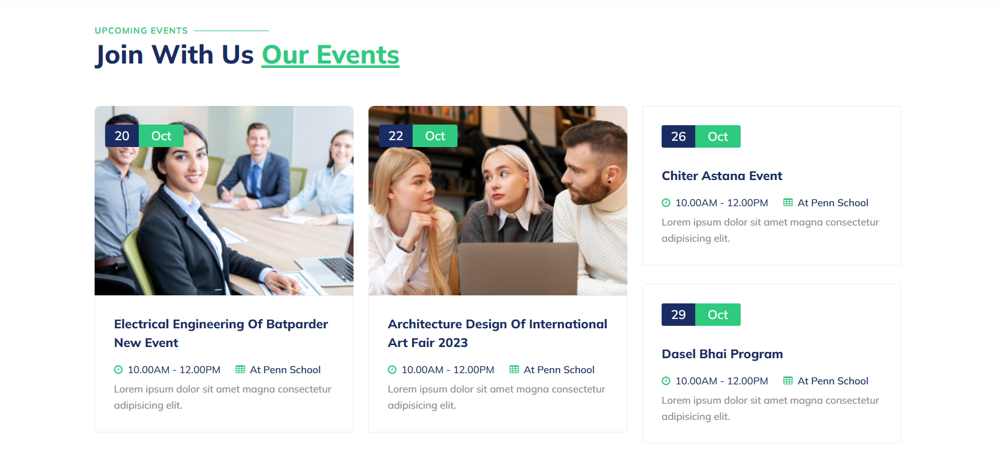 UPCOMING EVENTS
Join With Us Our Events
20 Oct
Electrical Engineering Of Batparder
New Event
10.00AM - 12.00PM At Penn School
Lorem ipsum dolor sit amet magna consectetur
adipisicing elit.
22 Oct
Architecture Design Of International
Art Fair 2023
10.00AM - 12.00PM At Penn School
Lorem ipsum dolor sit amet magna consectetur
adipisicing elit.
26 Oct
Chiter Astana Event
10.00AM - 12.00PM At Penn School
Lorem ipsum dolor sit amet magna consectetur
adipisicing elit.
29 Oct
Dasel Bhai Program
10.00AM - 12.00PM At Penn School
Lorem ipsum dolor sit amet magna consectetur
adipisicing elit.